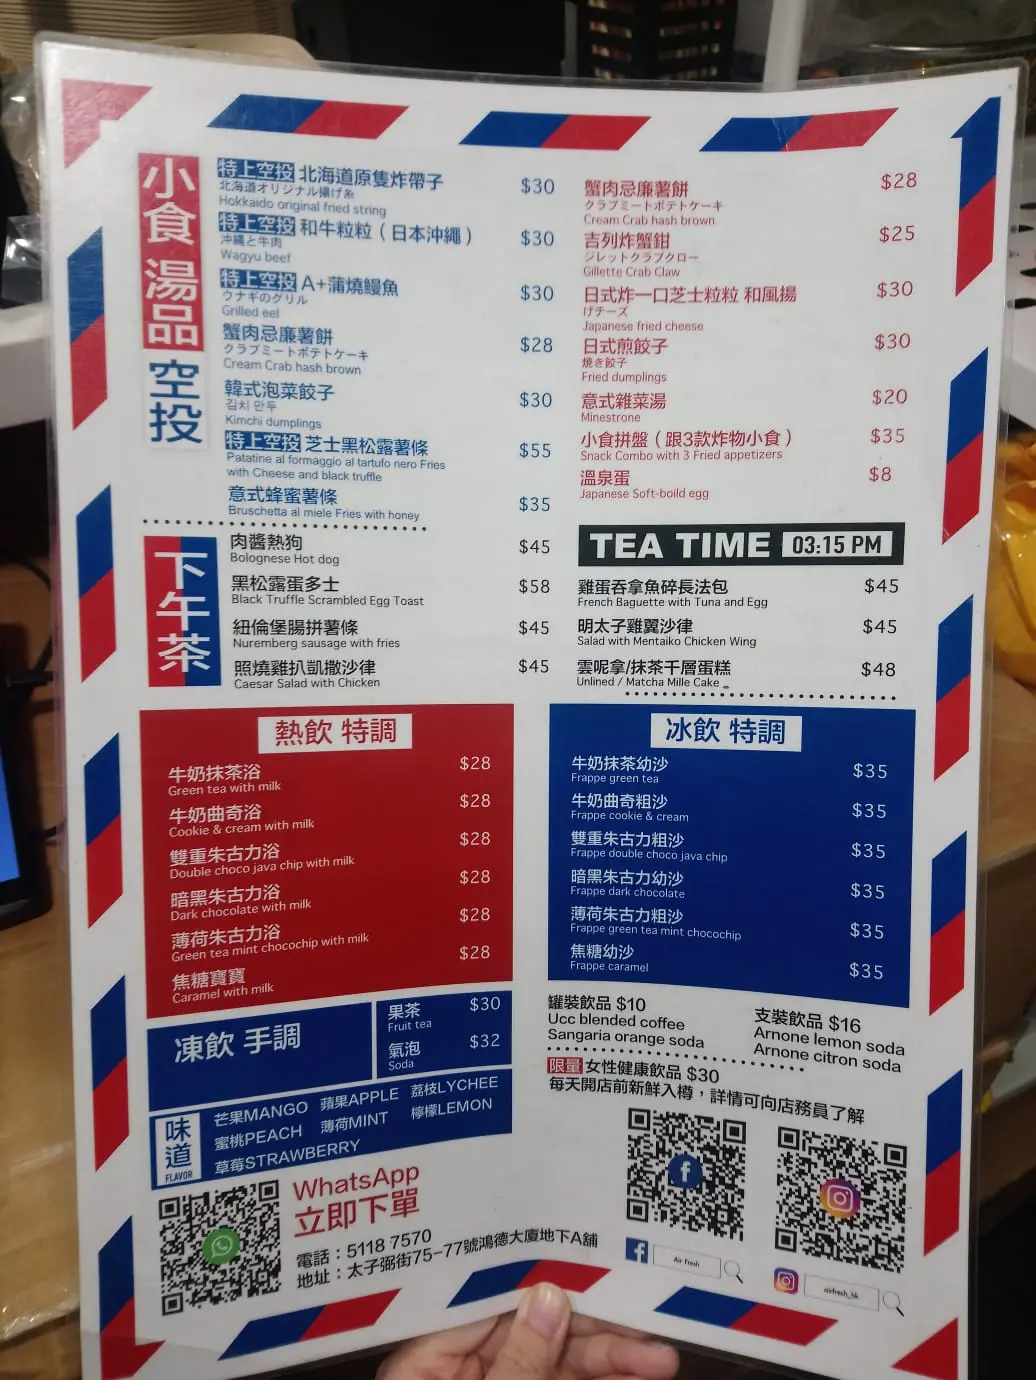 小食 湯品
空投
特上空投 北海道原隻炸帶子 $30
北海道オリジナル揚げ糸
Hokkaido original fried string
特上空投 和牛粒粒（日本沖繩） $30
沖縄と牛肉
Wagyu beef
特上空投 A+蒲燒鰻魚 $30
ウナギのグリル
Grilled eel
蟹肉忌廉薯餅 $28
クラブミートポテトケーキ
Cream Crab hash brown
韓式泡菜餃子 $30
김치 만두
Kimchi dumplings
特上空投 芝士黑松露薯條 $55
Patatine al formaggio al tartufo nero Fries
with Cheese and black truffle
意式蜂蜜薯條 $35
Bruschetta al miele Fries with honey
蟹肉忌廉薯餅 $28
クラブミートポテトケーキ
Cream Crab hash brown
吉列炸蟹鉗 $25
ジレットクラブクロー
Gillette Crab Claw
日式炸一口芝士粒粒 和風揚 $30
げチーズ
Japanese fried cheese
日式煎餃子 $30
焼き餃子
Fried dumplings
意式雜菜湯 $20
Minestrone
小食拼盤（跟3款炸物小食） $35
Snack Combo with 3 Fried appetizers
溫泉蛋 $8
Japanese Soft-boild egg
下午茶
肉醬熱狗 $45
Bolognese Hot dog
黑松露蛋多士 $58
Black Truffle Scrambled Egg Toast
紐倫堡腸拼薯條 $45
Nuremberg sausage with fries
照燒雞扒凱撒沙律 $45
Caesar Salad with Chicken
TEA TIME 03:15 PM
雞蛋吞拿魚碎長法包 $45
French Baguette with Tuna and Egg
明太子雞翼沙律 $45
Salad with Mentaiko Chicken Wing
雲呢拿/抹茶千層蛋糕 $48
Unlined / Matcha Mille Cake
熱飲 特調
牛奶抹茶浴 $28
Green tea with milk
牛奶曲奇浴 $28
Cookie & cream with milk
雙重朱古力浴 $28
Double choco java chip with milk
暗黑朱古力浴 $28
Dark chocolate with milk
薄荷朱古力浴 $28
Green tea mint chocochip with milk
焦糖寶寶 $28
Caramel with milk
冰飲 特調
牛奶抹茶幼沙 $35
Frappe green tea
牛奶曲奇粗沙 $35
Frappe cookie & cream
雙重朱古力粗沙 $35
Frappe double choco java chip
暗黑朱古力幼沙 $35
Frappe dark chocolate
薄荷朱古力粗沙 $35
Frappe green tea mint chocochip
焦糖幼沙 $35
Frappe caramel
凍飲 手調
果茶 $30
Fruit tea
氣泡 $32
Soda
味道
FLAVOR
芒果MANGO 蘋果APPLE 荔枝LYCHEE
蜜桃PEACH 薄荷MINT 檸檬LEMON
草莓STRAWBERRY
罐裝飲品 $10
Ucc blended coffee
Sangaria orange soda
支裝飲品 $16
Arnone lemon soda
Arnone citron soda
限量 女性健康飲品 $30
每天開店前新鮮入樽，詳情可向店務員了解
WhatsApp
立即下單
電話：5118 7570
地址：太子弼街75-77號鴻德大廈地下A舖
Air Fresh
airfresh_hk